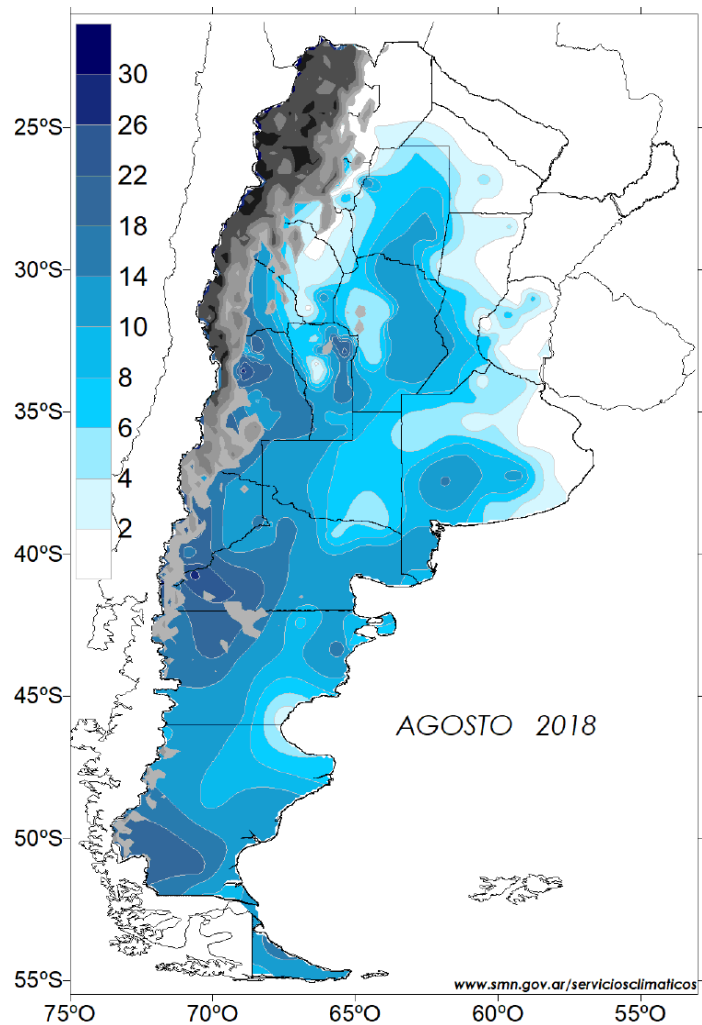 30
26
22
18
14
10
8
6
4
2
25ºS
30ºS
35ºS
40ºS
45ºS
50ºS
55ºS
AGOSTO 2018
www.smn.gov.ar/serviciosclimaticos
75ºO 70ºO 65ºO 60ºO 55ºO